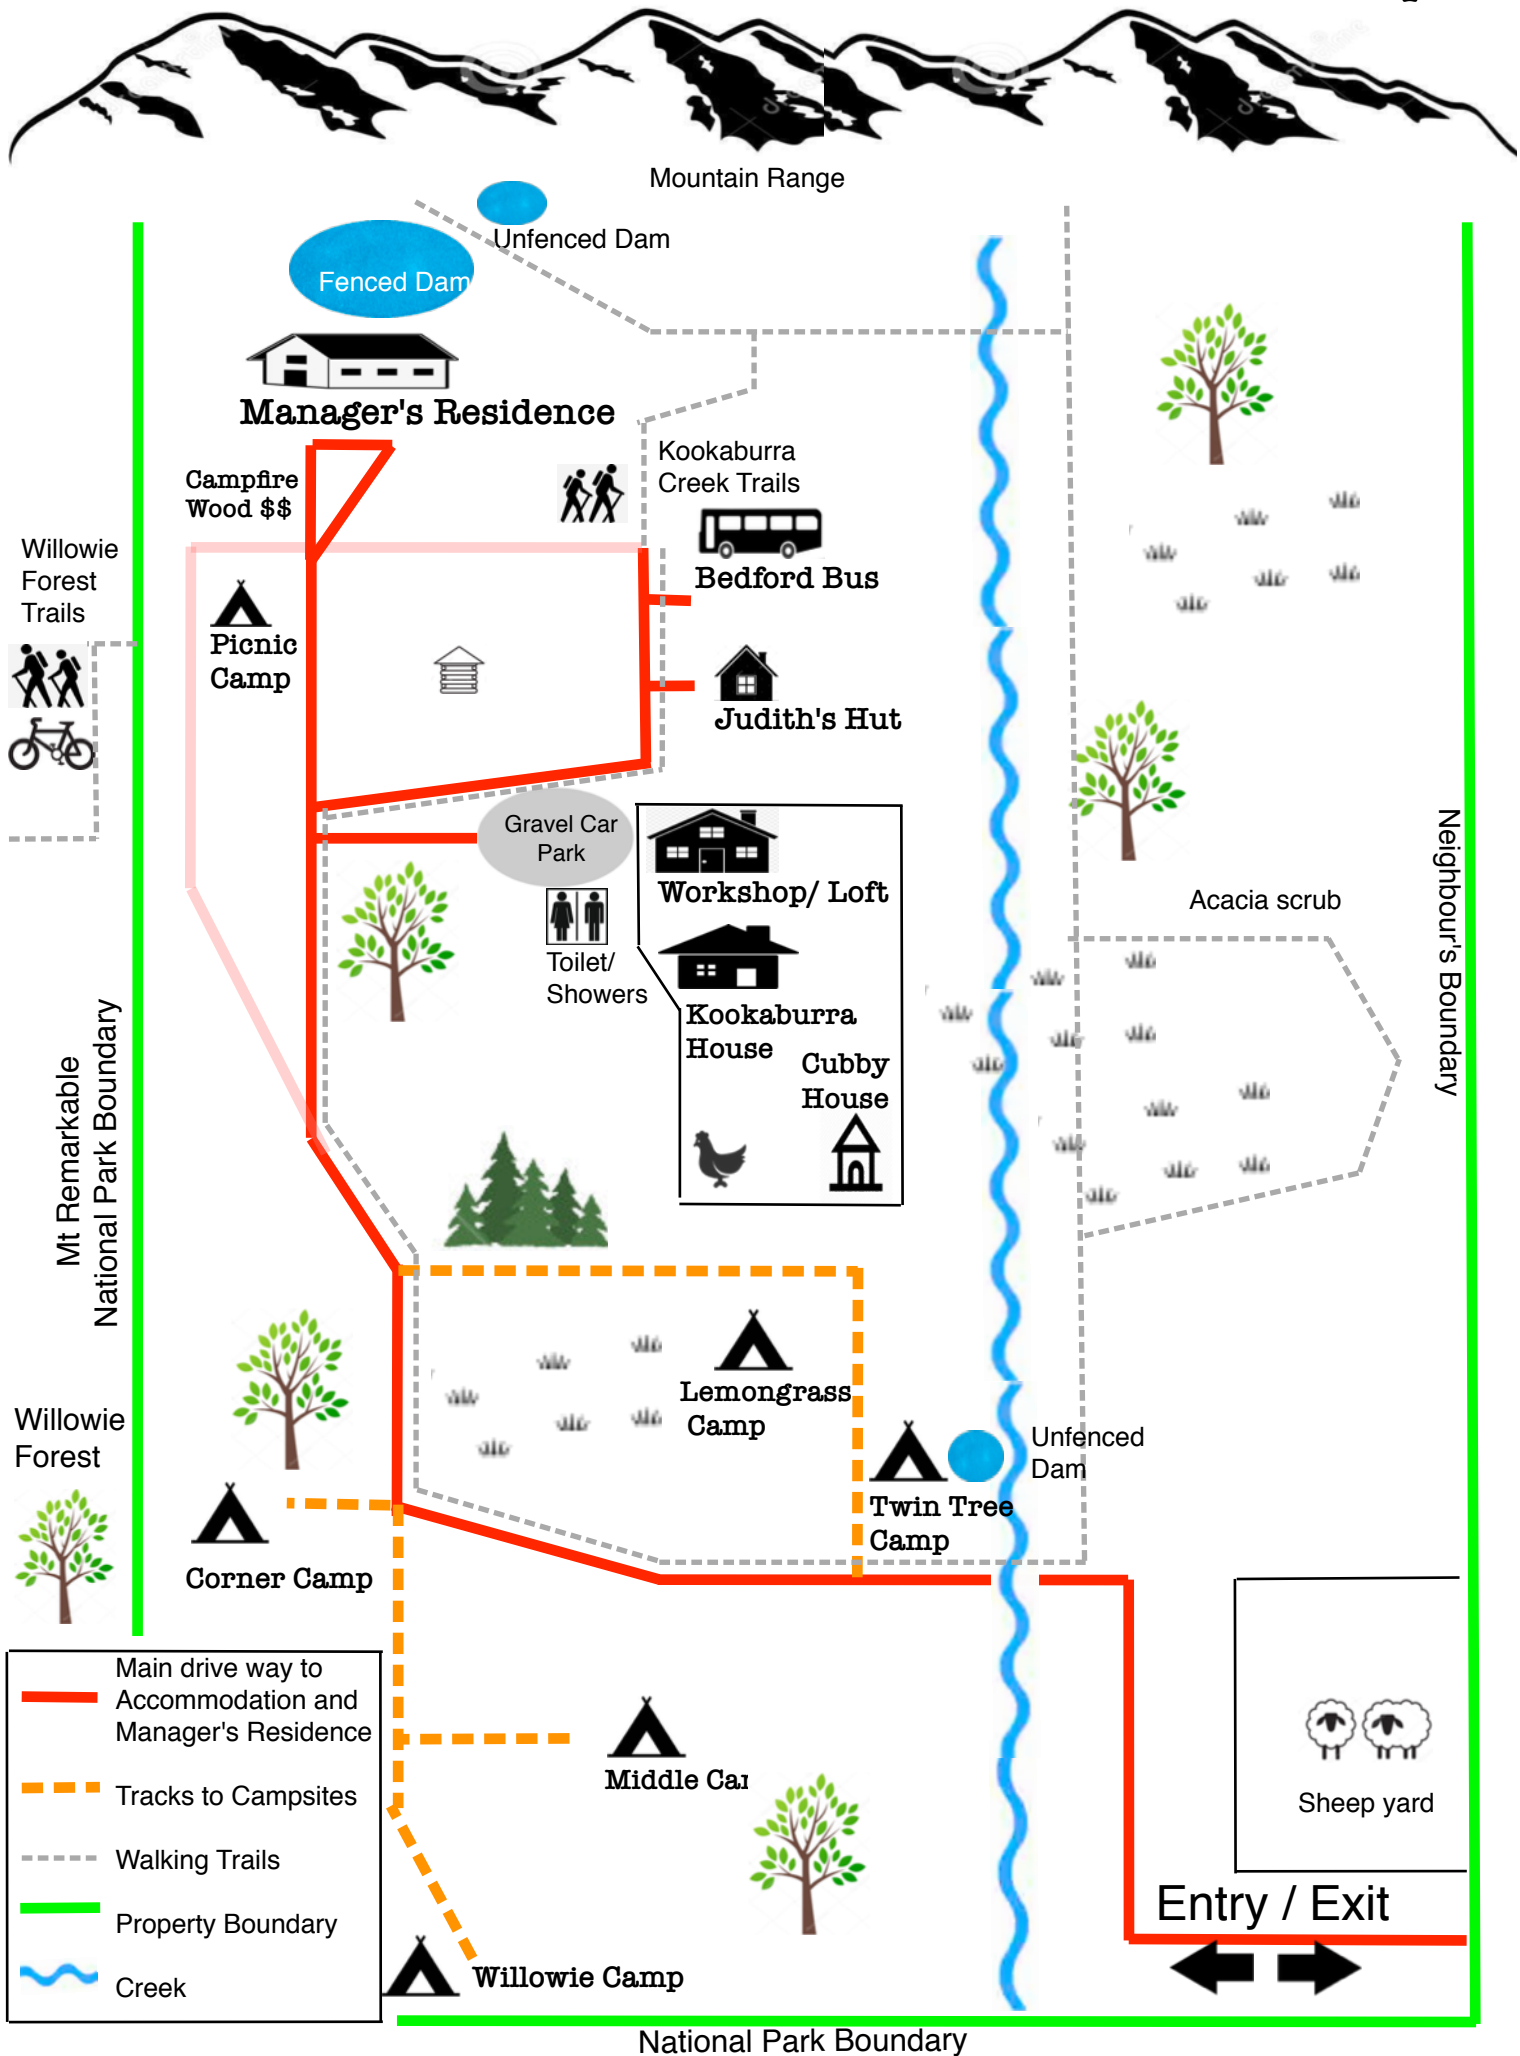 Mountain Range
Unfenced Dam
Fenced Dam
Manager's Residence
Campfire
Wood $$
Kookaburra
Creek Trails
Bedford Bus
Willowie
Forest
Trails
Picnic
Camp
Judith's Hut
Gravel Car
Park
Workshop/ Loft
Toilet/
Showers
Kookaburra
House
Cubby
House
Acacia scrub
Neighbour's Boundary
Mt Remarkable
National Park Boundary
Lemongrass
Camp
Willowie
Forest
Unfenced
Dam
Twin Tree
Camp
Corner Camp
Main drive way to
Accommodation and
Manager's Residence
Tracks to Campsites
Walking Trails
Property Boundary
Creek
Middle Car
Sheep yard
Entry / Exit
Willowie Camp
National Park Boundary